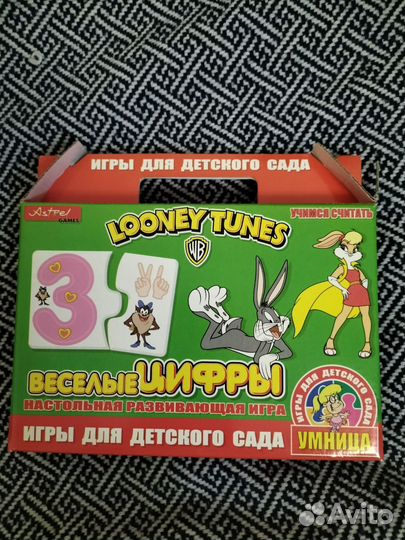 ИГРЫ ДЛЯ ДЕТСКОГО САДА
Astrel
GAMES
LOONEY TUNES
УЧИМСЯ СЧИТАТЬ
WB
3
ВЕСЕЛЫЕ ЦИФРЫ
НАСТОЛЬНАЯ РАЗВИВАЮЩАЯ ИГРА
ИГРЫ ДЛЯ ДЕТСКОГО САДА
УМНИЦА
ИГРЫ ДЛЯ ДЕТСКОГО САДА
Avito